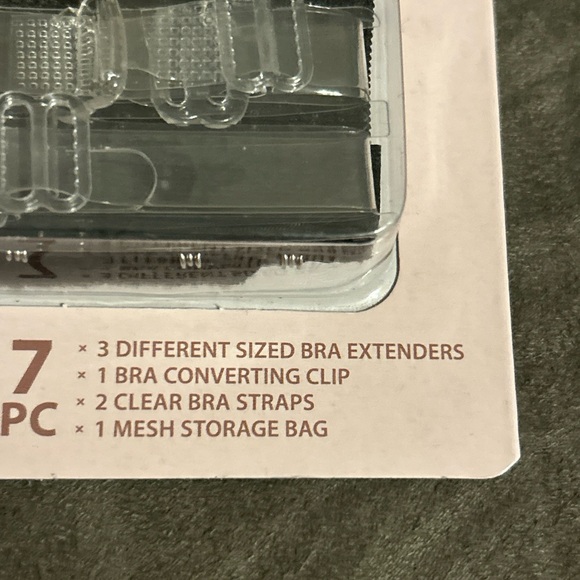 7 PC
× 3 DIFFERENT SIZED BRA EXTENDERS
× 1 BRA CONVERTING CLIP
× 2 CLEAR BRA STRAPS
× 1 MESH STORAGE BAG